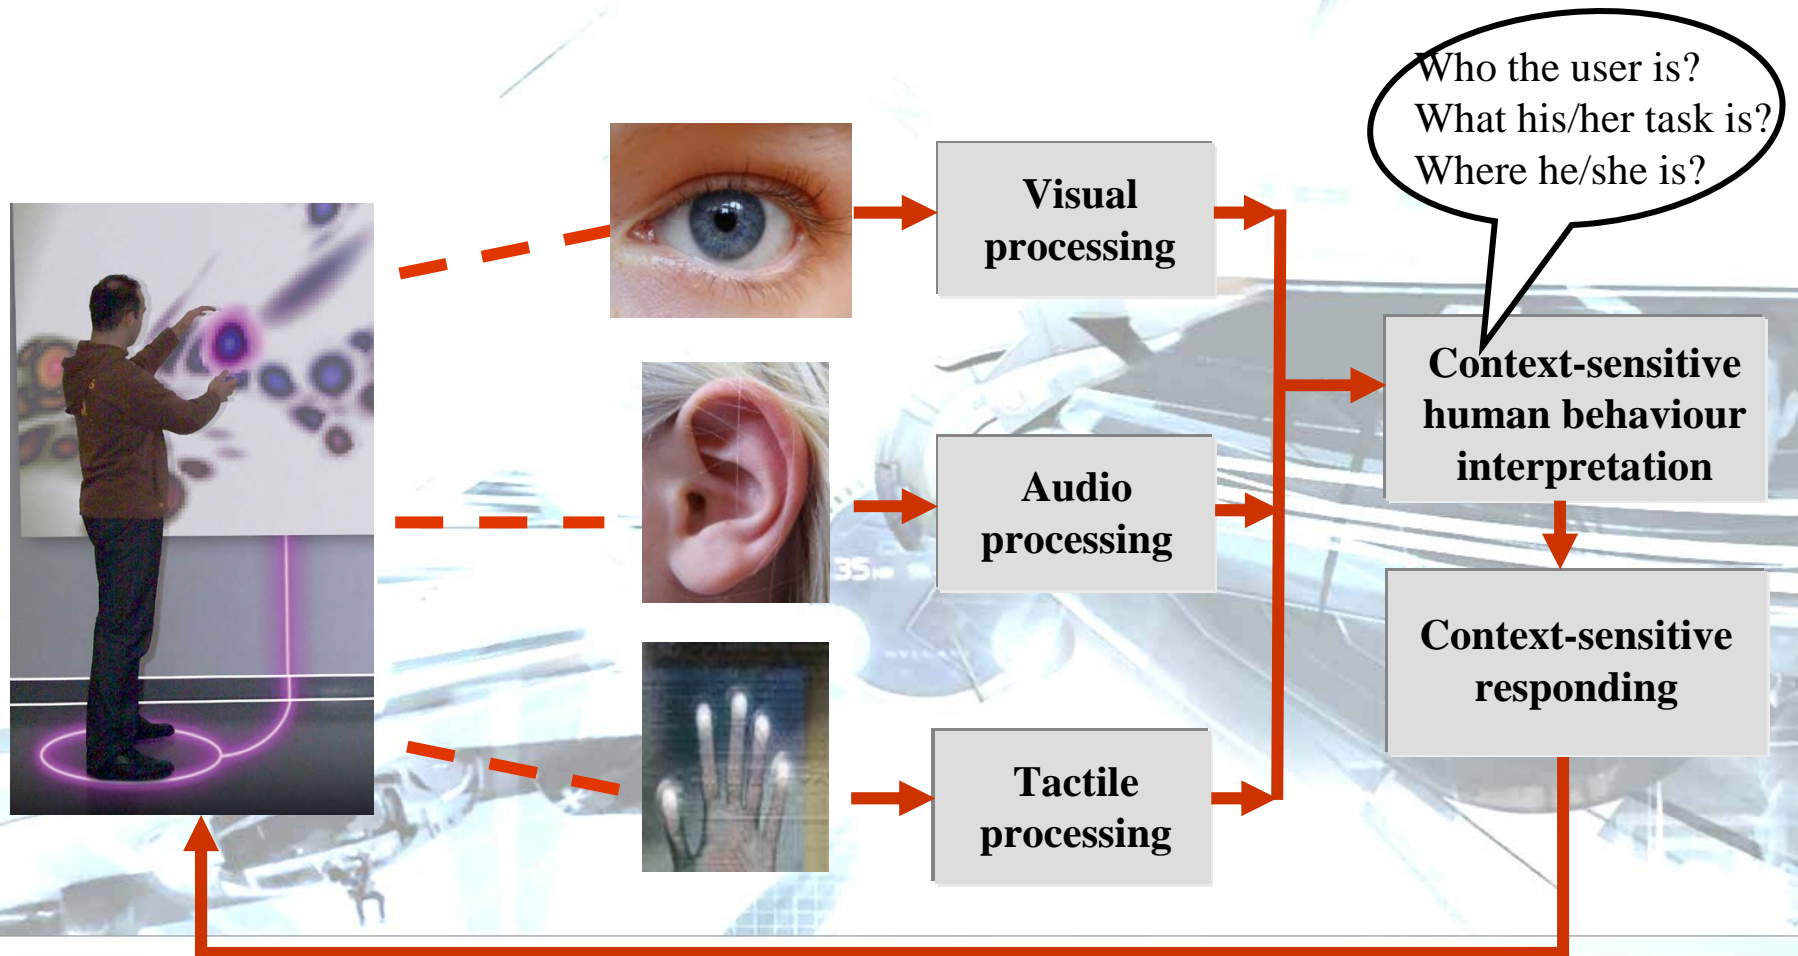 Who the user is?
What his/her task is?
Where he/she is?
Visual
processing
Context-sensitive
human behaviour
interpretation
Audio
processing
35
Context-sensitive
responding
Tactile
processing